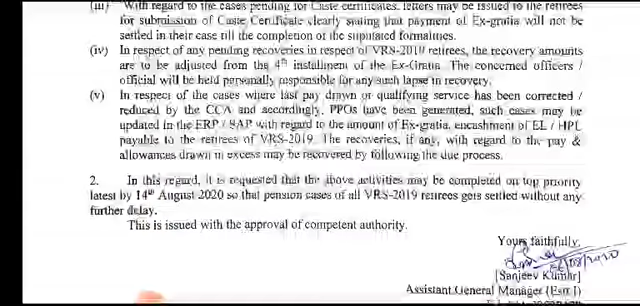 (iii) With regard to the cases pending for Caste certificates, letters may be issued to the retirees
for submission of Caste Certificate clearly stating that payment of Ex-gratia will not be
settled in their case till the completion of the stipulated formalities.
(iv) In respect of any pending recoveries in respect of VRS-2019 retirees, the recovery amounts
are to be adjusted from the 4th installment of the Ex-Gratia. The concerned officers /
official will be held personally responsible for any such lapse in recovery.
(v) In respect of the cases where last pay drawn or qualifying service has been corrected /
reduced by the CCA and accordingly, PPOs have been generated, such cases may be
updated in the ERP / SAP with regard to the amount of Ex-gratia, encashment of EL / HPL
payable to the retirees of VRS-2019. The recoveries, if any, with regard to the pay &
allowances drawn in excess may be recovered by following the due process.
2. In this regard, it is requested that the above activities may be completed on top priority
latest by 14th August 2020 so that pension cases of all VRS-2019 retirees gets settled without any
further delay.
This is issued with the approval of competent authority.
Yours faithfully,
[Sanjeev Kumar]
Assistant General Manager (Estt.I)